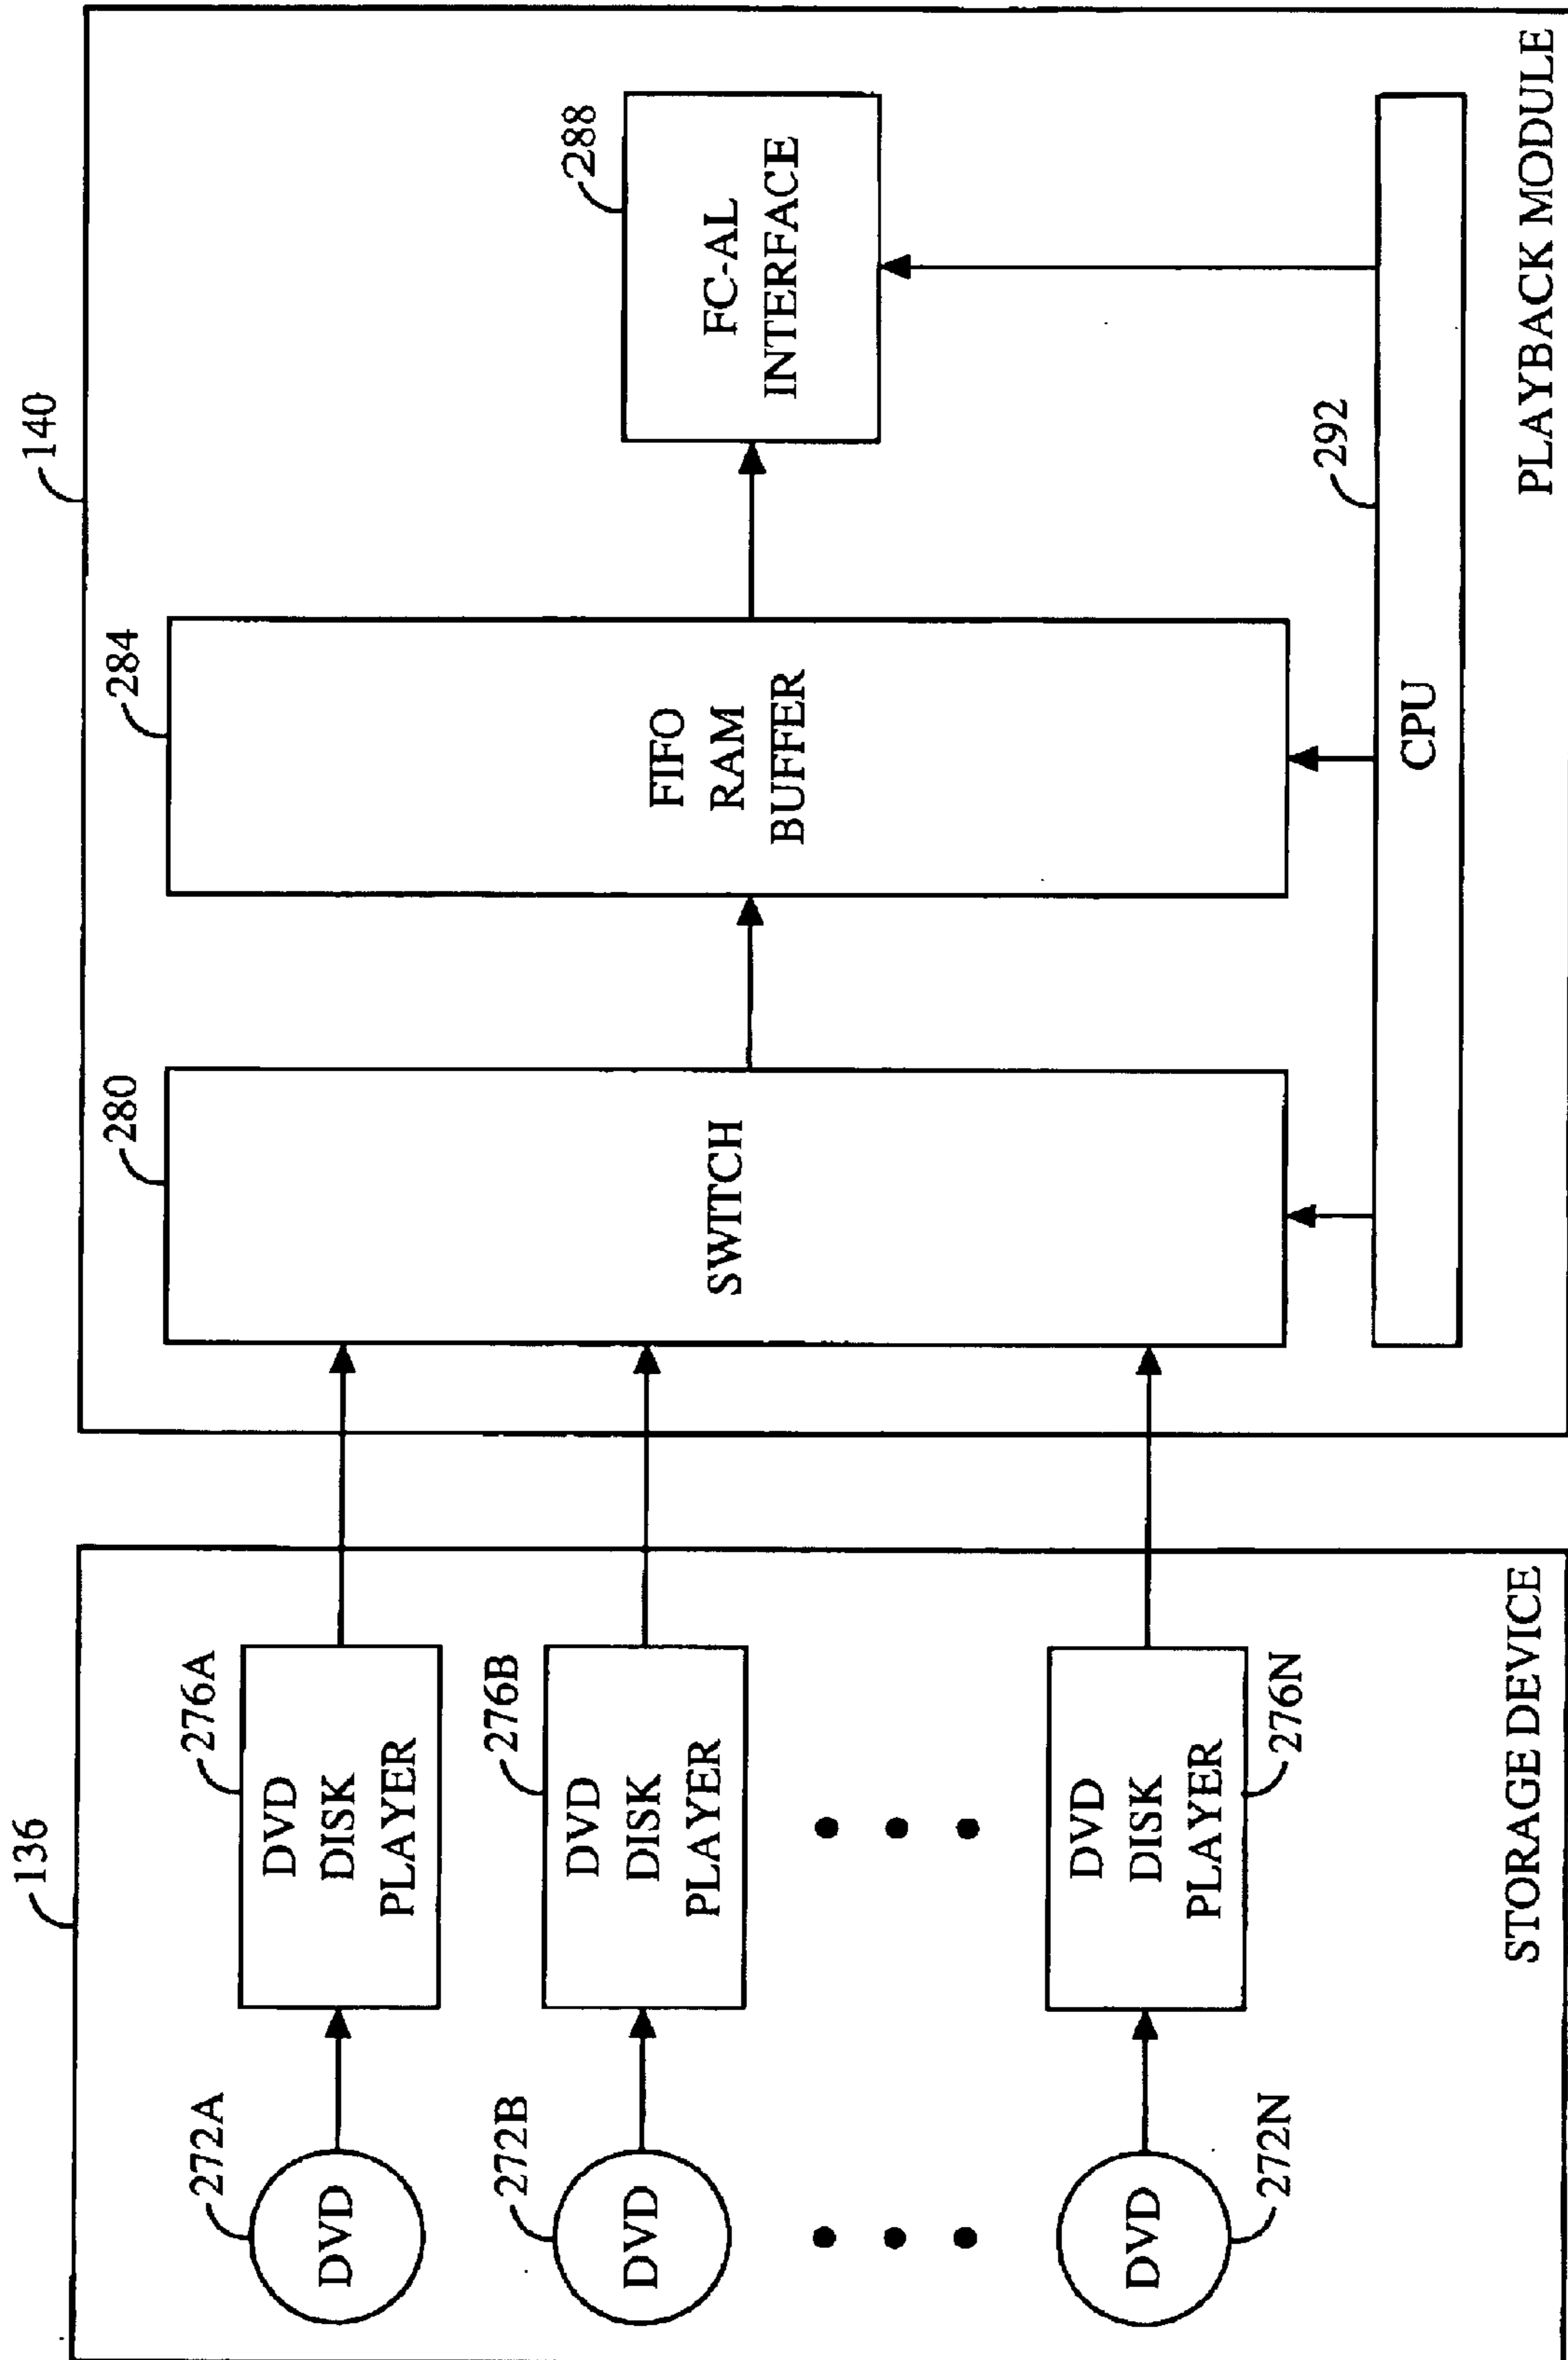 136
272A
DVD
276A
DVD
DISK
PLAYER
272B
DVD
276B
DVD
DISK
PLAYER
272N
DVD
276N
DVD
DISK
PLAYER
STORAGE DEVICE
140
280
SWITCH
284
FIFO
RAM
BUFFER
288
FC-AL
INTERFACE
292
CPU
PLAYBACK MODULE